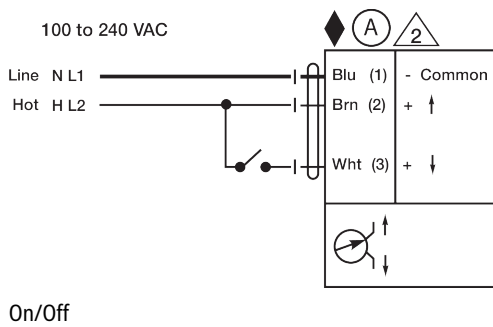 100 to 240 VAC
A
2
Line N L1
Blu (1) - Common
Hot H L2
Brn (2) + ↑
Wht (3) + ↓
On/Off